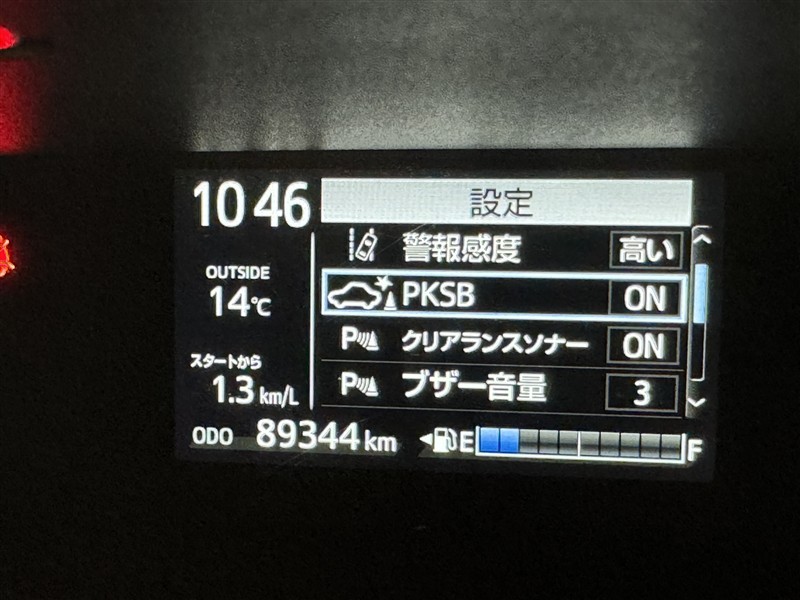 10 46
設定
警報感度 高い
OUTSIDE
14℃
PKSB ON
P クリアランスソナー ON
スタートから
1.3 km/L
P ブザー音量 3
ODO 89344 km
E F